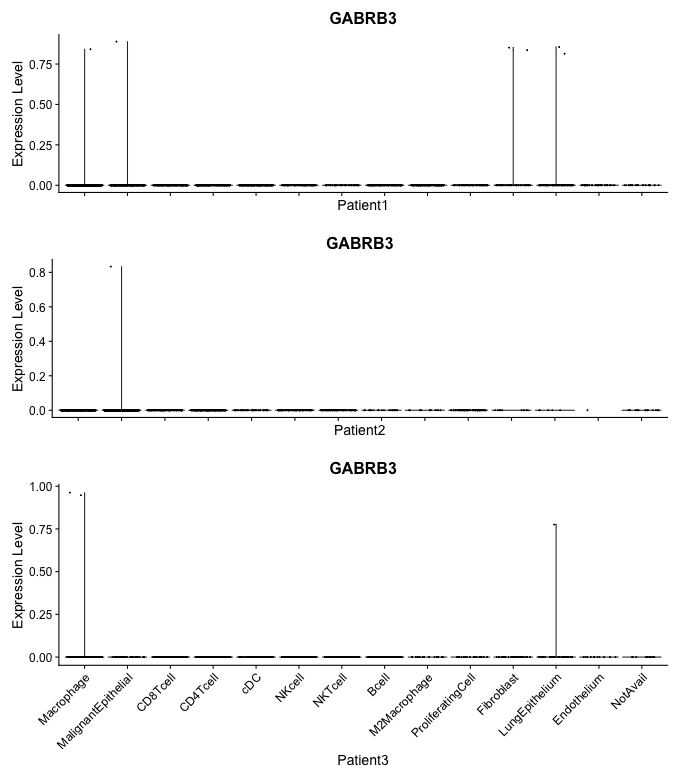 GABRB3
Expression Level
0.75
0.50
0.25
0.00
Patient1
GABRB3
Expression Level
0.8
0.6
0.4
0.2
0.0
Patient2
GABRB3
Expression Level
1.00
0.75
0.50
0.25
0.00
Macrophage
MalignantEpithelial
CD8Tcell
CD4Tcell
cDC
NKcell
NKTcell
Bcell
M2Macrophage
ProliferatingCell
Fibroblast
LungEpithelium
Endothelium
NotAvail
Patient3